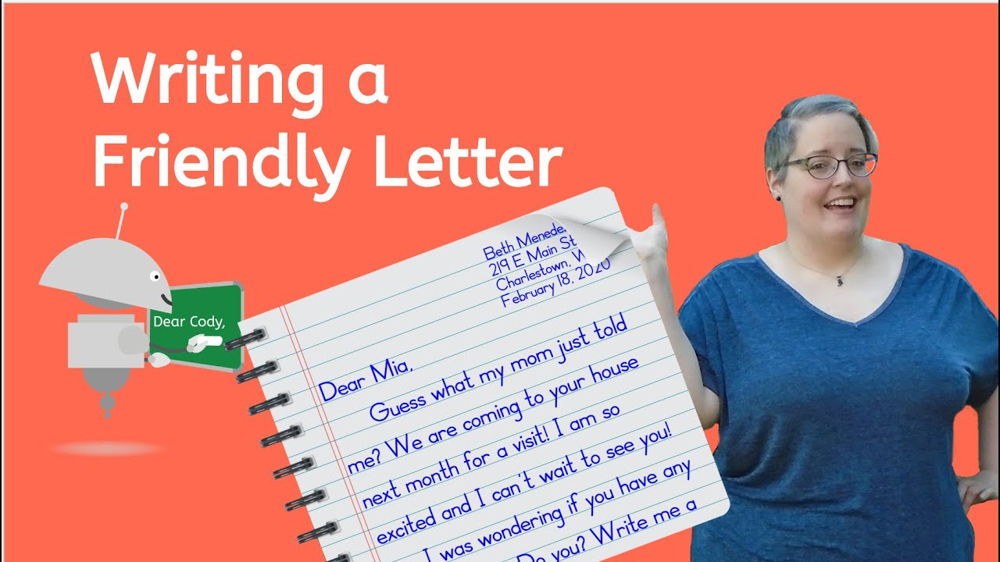 Writing a
Friendly Letter
Dear Cody,
Beth
219 E Main St
Charlestown,
February 18, 2020
Dear Mia,
Guess what my mom just told
me? We are coming to your house
next month for a visit! I am so
excited and I can't wait to see you!
I was wondering if you have any
Do you? Write me a